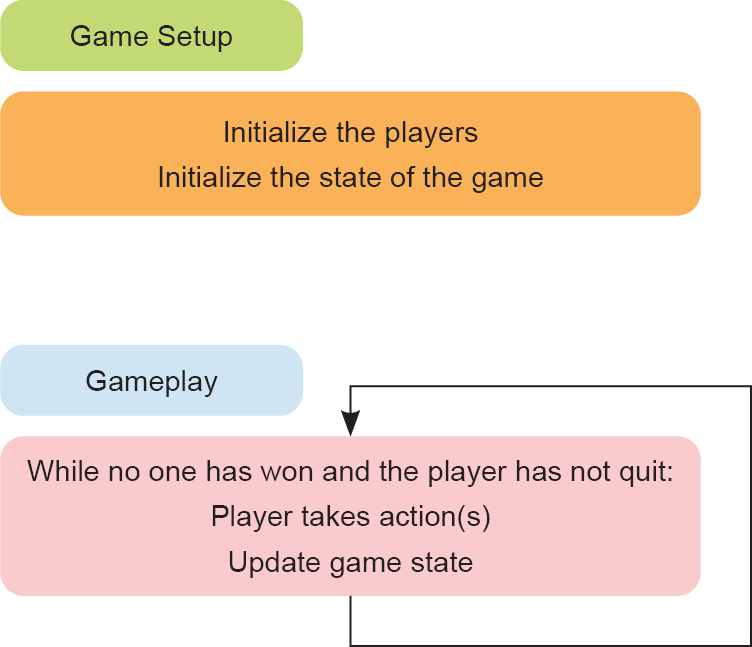 Game Setup
Initialize the players
Initialize the state of the game
Gameplay
While no one has won and the player has not quit:
Player takes action(s)
Update game state